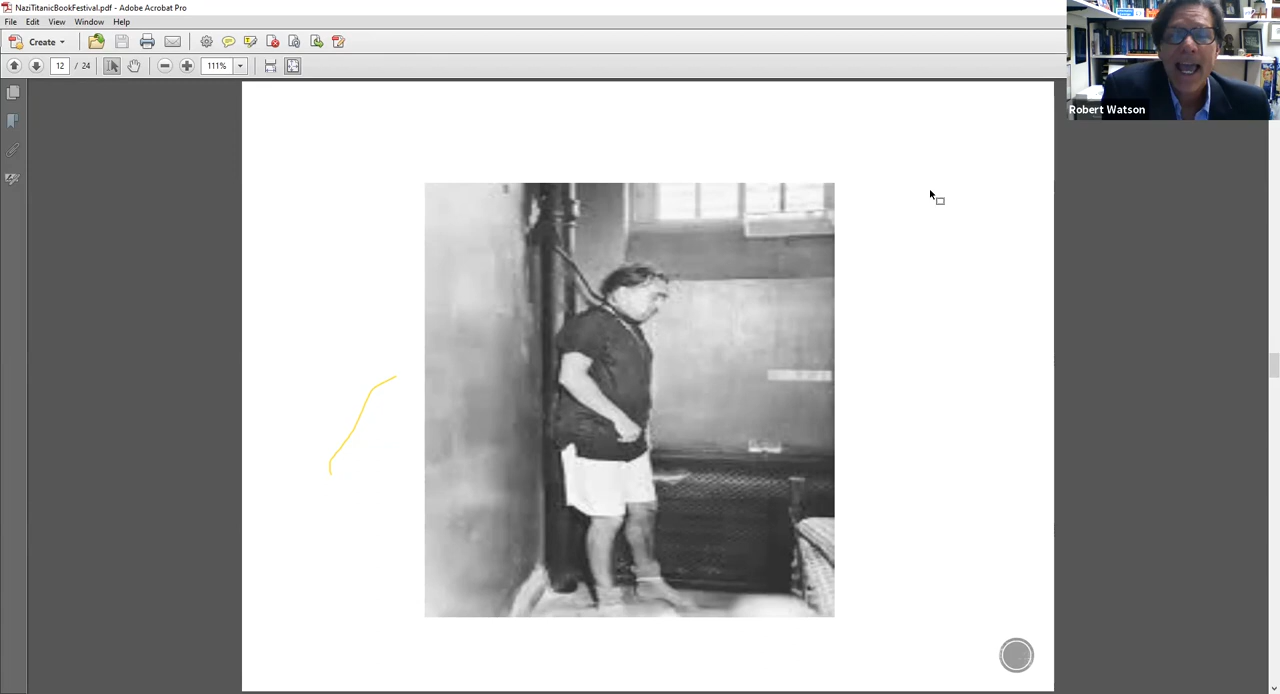 NaziTitanicBookFestival.pdf - Adobe Acrobat Pro
File Edit View Window Help
Create
12 / 24
111%
Robert Watson